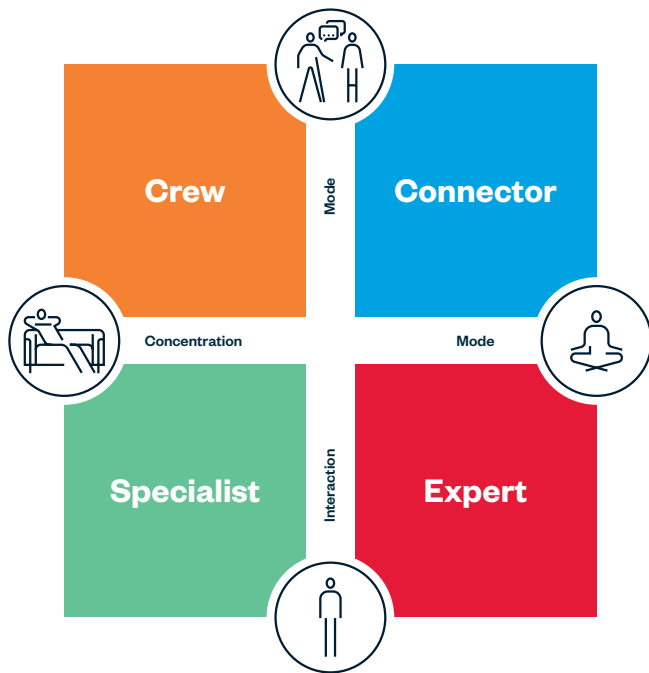 Crew
Mode
Connector
Concentration
Mode
Specialist
Interaction
Expert